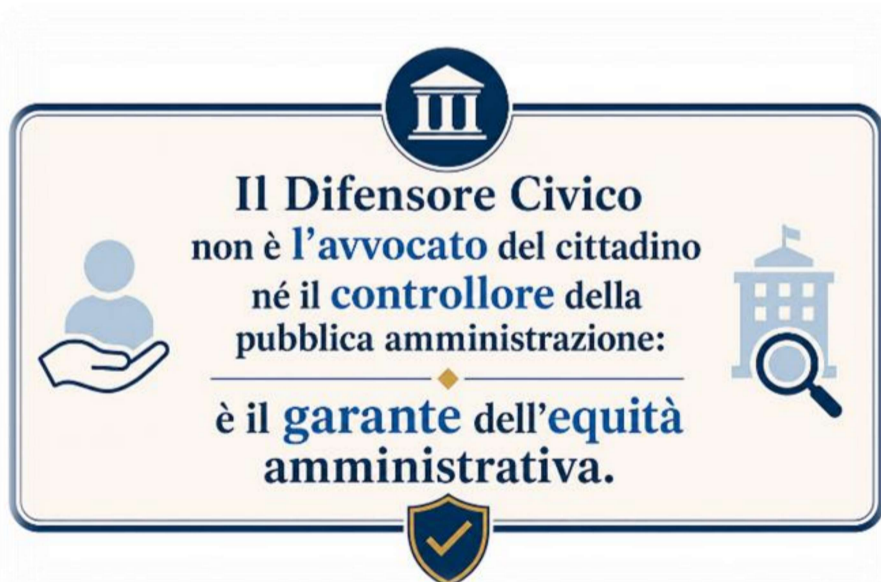 Il Difensore Civico
non è l'avvocato del cittadino
né il controllore della
pubblica amministrazione:
è il garante dell'equità
amministrativa.